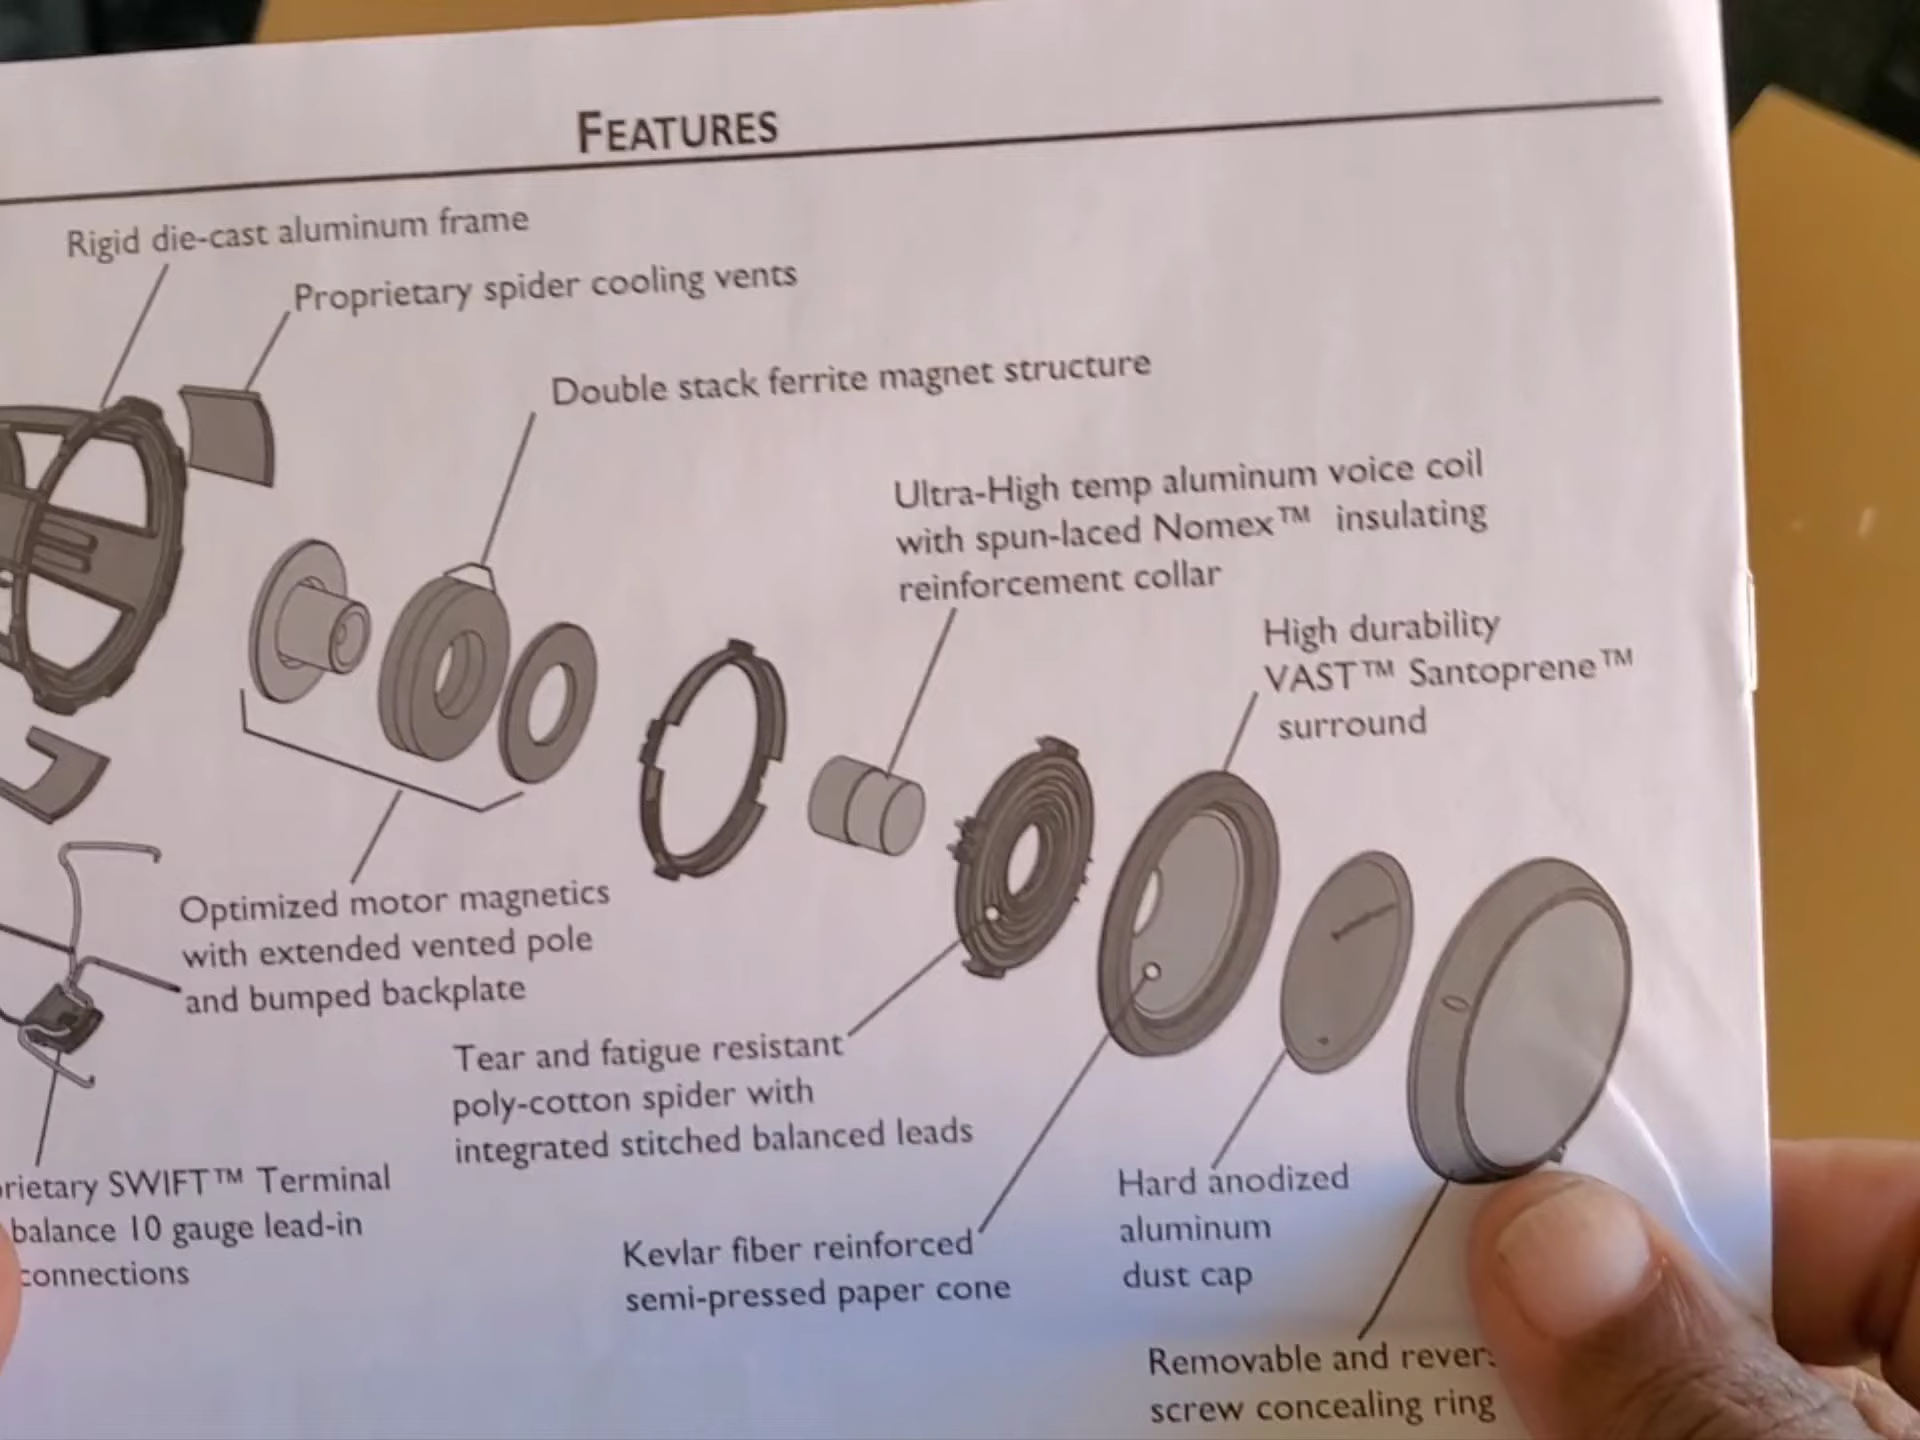 FEATURES
Rigid die-cast aluminum frame
Proprietary spider cooling vents
Double stack ferrite magnet structure
Ultra-High temp aluminum voice coil
with spun-laced Nomex™ insulating
reinforcement collar
High durability
VAST™ Santoprene™
surround
Optimized motor magnetics
with extended vented pole
and bumped backplate
Tear and fatigue resistant
poly-cotton spider with
integrated stitched balanced leads
SWIFT™ Terminal
balance 10 gauge lead-in
connections
Kevlar fiber reinforced
semi-pressed paper cone
Hard anodized
aluminum
dust cap
Removable and
screw concealing ring